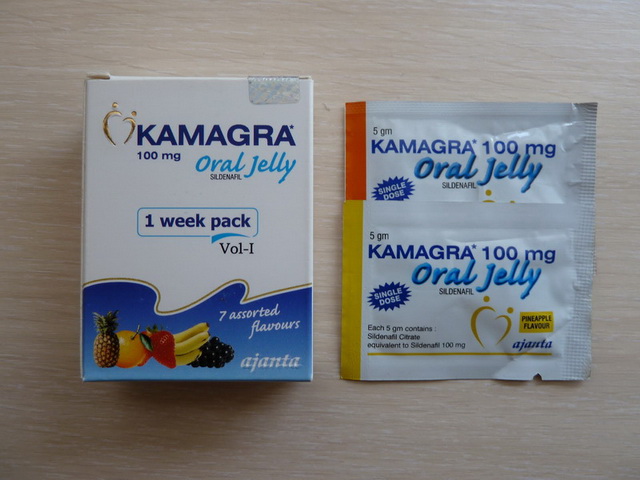 KAMAGRA*
100 mg
Oral Jelly
SILDENAFIL
1 week pack
Vol-I
7 assorted
flavours
ajanta
5 gm
KAMAGRA* 100 mg
Oral Jelly
SINGLE
DOSE
SILDENAFIL
5 gm
KAMAGRA* 100 mg
Oral Jelly
SINGLE
DOSE
SILDENAFIL
PINEAPPLE
FLAVOUR
Each 5 gm contains :
Sildenafil Citrate
equivalent to Sildenafil 100 mg
ajanta